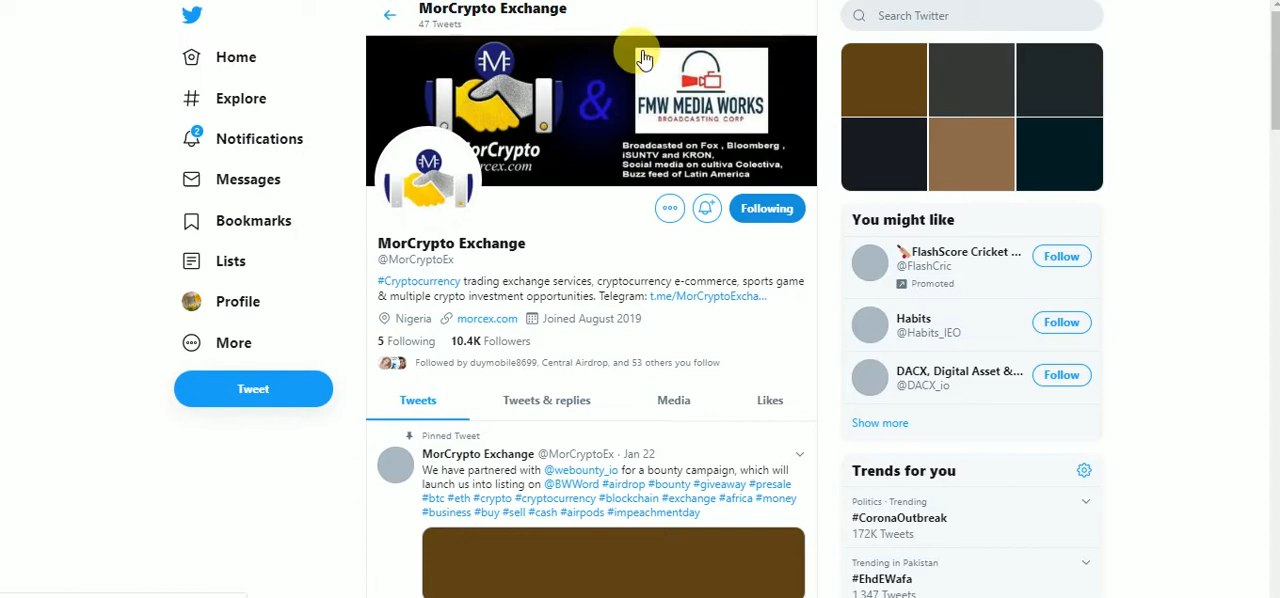 MorCrypto Exchange
47 Tweets
Search Twitter
Home
Explore
2
Notifications
Messages
Bookmarks
Lists
Profile
More
Tweet
&
FMW MEDIA WORKS
BROADCASTING CORP
Broadcasted on Fox , Bloomberg ,
iSUNTV and KRON,
Social media on cultiva Colectiva,
Buzz feed of Latin America
Following
MorCrypto Exchange
@MorCryptoEx
#Cryptocurrency trading exchange services, cryptocurrency e-commerce, sports game
& multiple crypto investment opportunities. Telegram: t.me/MorCryptoExcha...
Nigeria morcex.com Joined August 2019
5 Following 10.4K Followers
Followed by duymobile8699, Central Airdrop, and 53 others you follow
Tweets Tweets & replies Media Likes
Pinned Tweet
MorCrypto Exchange @MorCryptoEx · Jan 22
We have partnered with @webounty_io for a bounty campaign, which will
launch us into listing on @BWWord #airdrop #bounty #giveaway #presale
#btc #eth #crypto #cryptocurrency #blockchain #exchange #africa #money
#business #buy #sell #cash #airpods #impeachmentday
You might like
FlashScore Cricket ...
@FlashCric
Promoted
Follow
Habits
@Habits_IEO
Follow
DACX, Digital Asset &...
@DACX_io
Follow
Show more
Trends for you
Politics · Trending
#CoronaOutbreak
172K Tweets
Trending in Pakistan
#EhdEWafa
1,347 Tweets